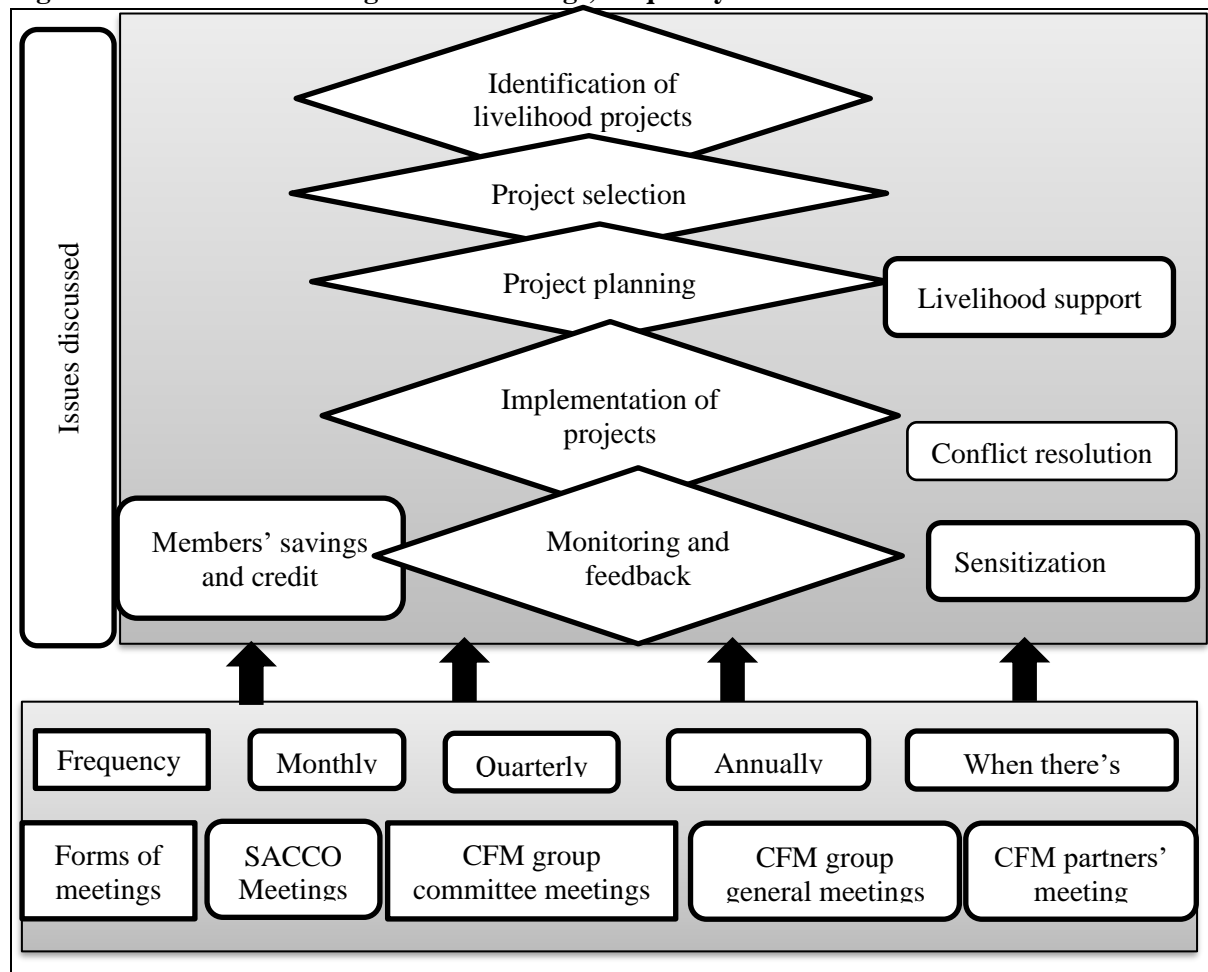 Identification of
livelihood projects
Project selection
Project planning
Livelihood support
Issues discussed
Implementation of
projects
Conflict resolution
Members’ savings
and credit
Monitoring and
feedback
Sensitization
Frequency
Monthly
Quarterly
Annually
When there’s
Forms of
meetings
SACCO
Meetings
CFM group
committee meetings
CFM group
general meetings
CFM partners’
meeting